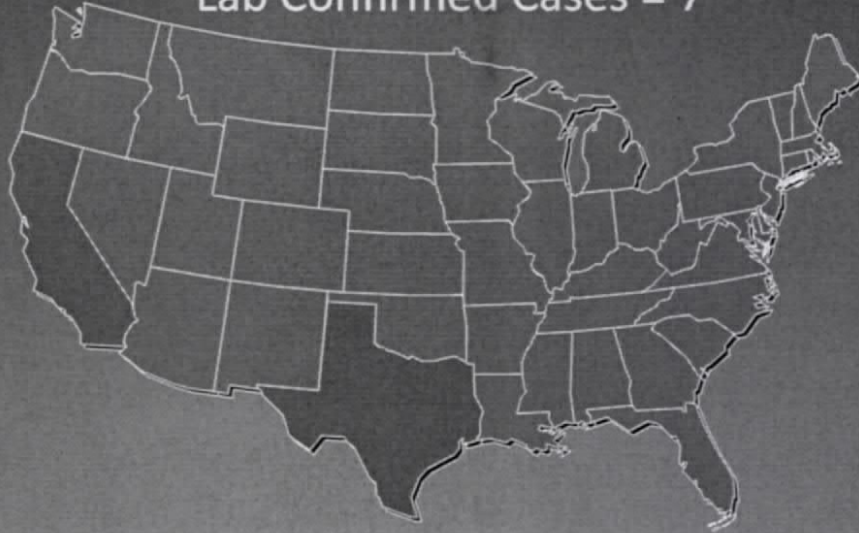 Lab Confirmed Cases = 7